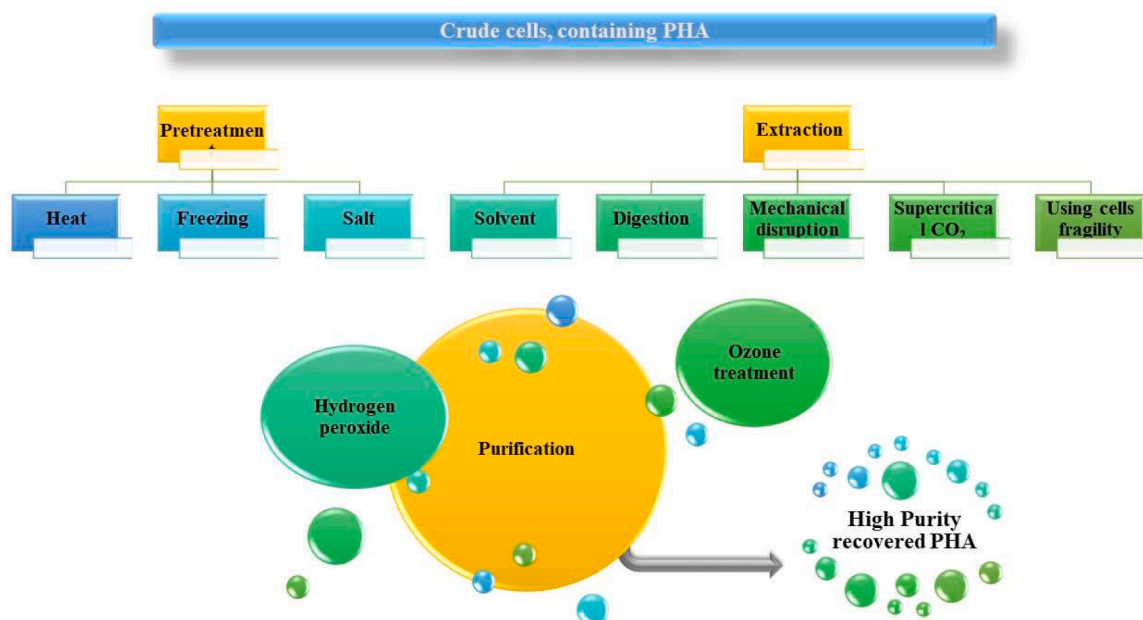 Crude cells, containing PHA
Pretreatmen
t
Extraction
Heat
Freezing
Salt
Solvent
Digestion
Mechanical
disruption
Supercritica
l CO₂
Using cells
fragility
Ozone
treatment
Hydrogen
peroxide
Purification
High Purity
recovered PHA